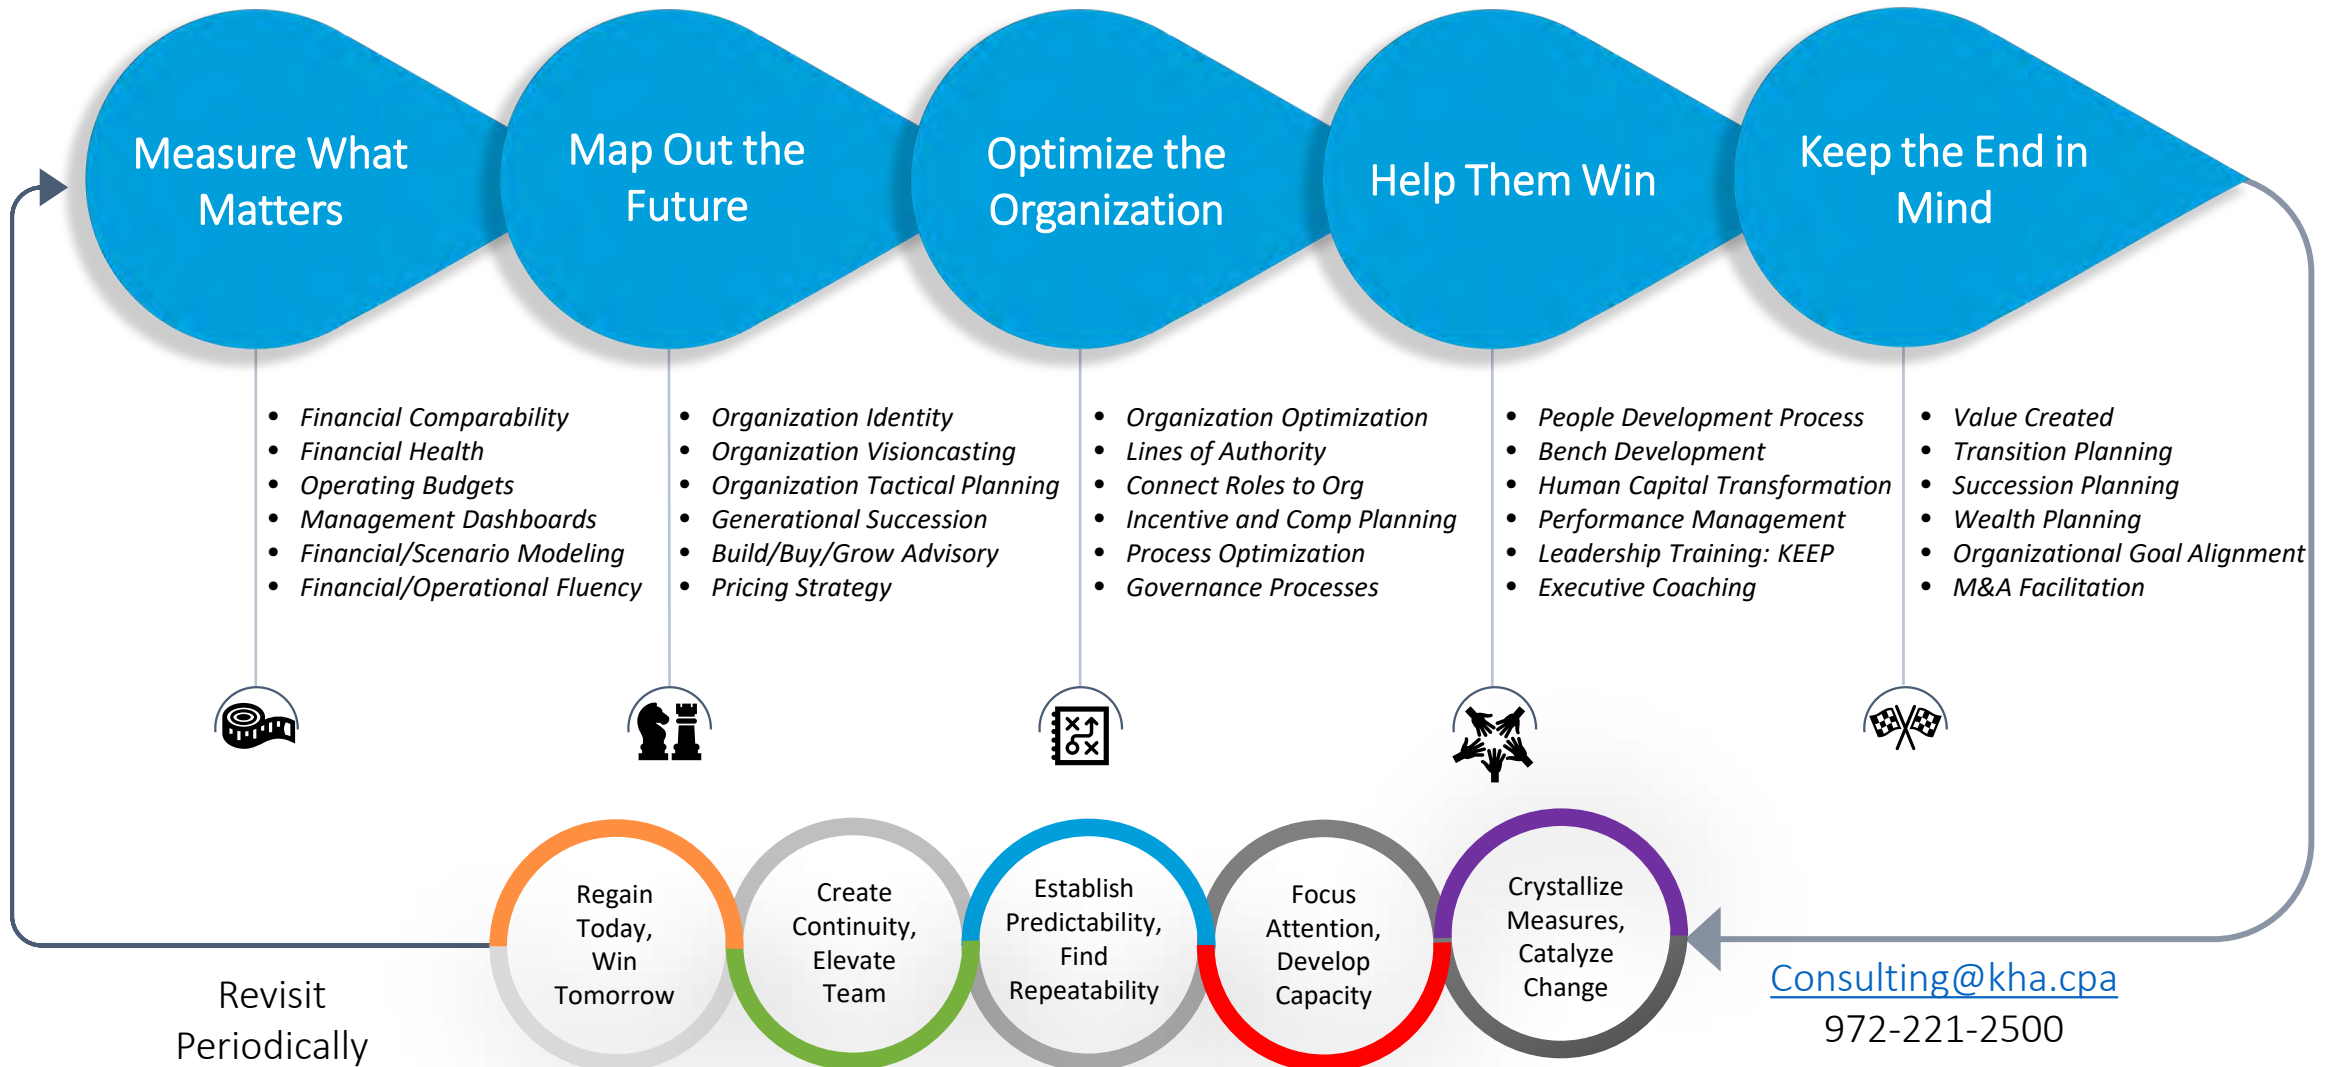 Measure What
Matters
Map Out the
Future
Optimize the
Organization
Help Them Win
Keep the End in
Mind
• Financial Comparability
• Financial Health
• Operating Budgets
• Management Dashboards
• Financial/Scenario Modeling
• Financial/Operational Fluency
• Organization Identity
• Organization Visioncasting
• Organization Tactical Planning
• Generational Succession
• Build/Buy/Grow Advisory
• Pricing Strategy
• Organization Optimization
• Lines of Authority
• Connect Roles to Org
• Incentive and Comp Planning
• Process Optimization
• Governance Processes
• People Development Process
• Bench Development
• Human Capital Transformation
• Performance Management
• Leadership Training: KEEP
• Executive Coaching
• Value Created
• Transition Planning
• Succession Planning
• Wealth Planning
• Organizational Goal Alignment
• M&A Facilitation
Regain
Today,
Win
Tomorrow
Create
Continuity,
Elevate
Team
Establish
Predictability,
Find
Repeatability
Focus
Attention,
Develop
Capacity
Crystallize
Measures,
Catalyze
Change
Revisit
Periodically
Consulting@kha.cpa
972-221-2500